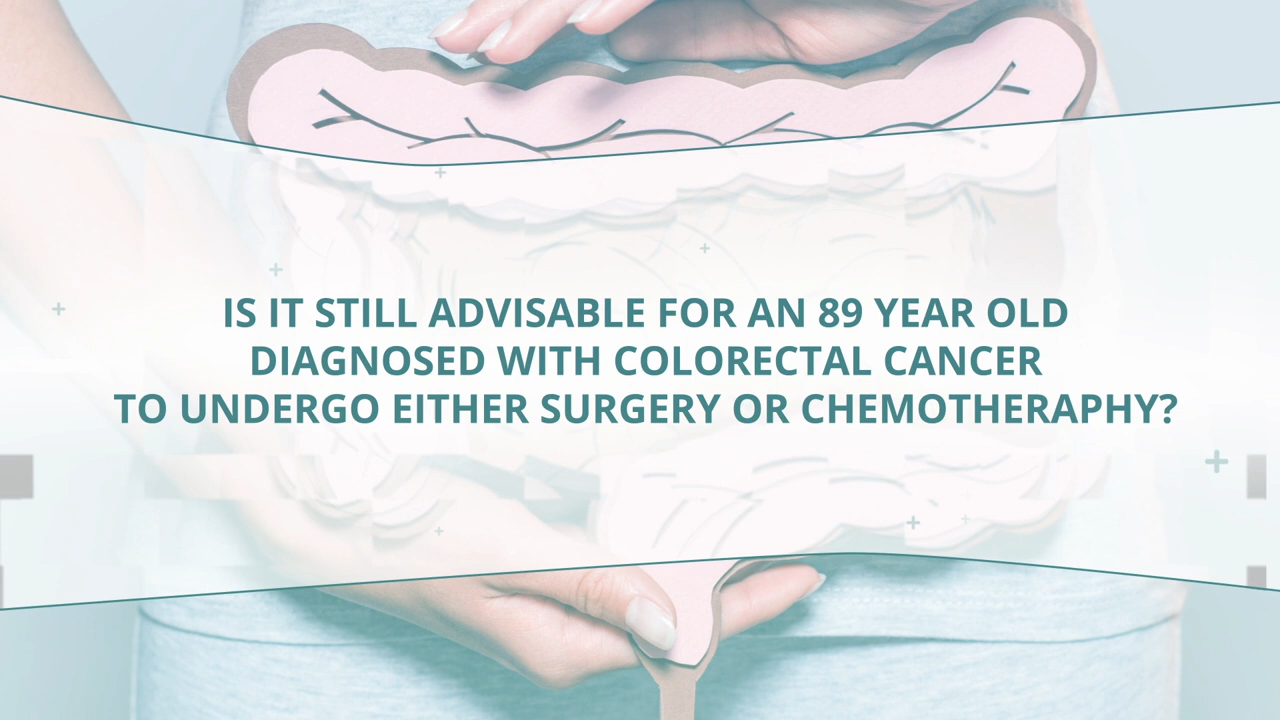 IS IT STILL ADVISABLE FOR AN 89 YEAR OLD
DIAGNOSED WITH COLORECTAL CANCER
TO UNDERGO EITHER SURGERY OR CHEMOTHERAPHY?